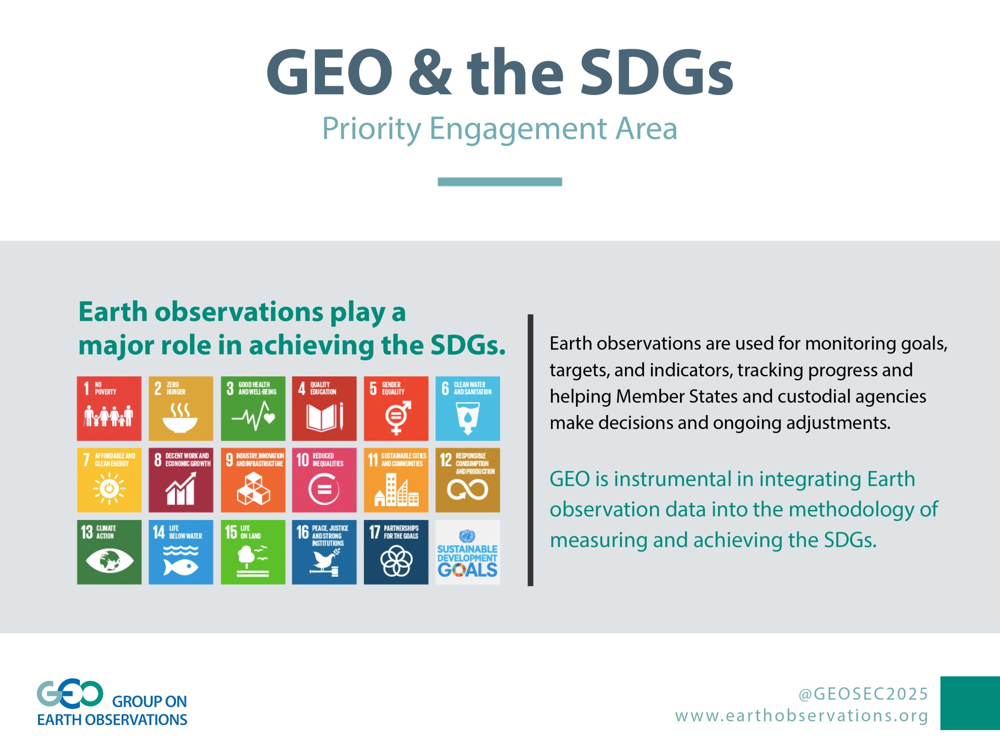 GEO & the SDGs
Priority Engagement Area
Earth observations play a
major role in achieving the SDGs.
1 NO
POVERTY
2 ZERO
HUNGER
3 GOOD HEALTH
AND WELL-BEING
4 QUALITY
EDUCATION
5 GENDER
EQUALITY
6 CLEAN WATER
AND SANITATION
7 AFFORDABLE AND
CLEAN ENERGY
8 DECENT WORK AND
ECONOMIC GROWTH
9 INDUSTRY, INNOVATION
AND INFRASTRUCTURE
10 REDUCED
INEQUALITIES
11 SUSTAINABLE CITIES
AND COMMUNITIES
12 RESPONSIBLE
CONSUMPTION
AND PRODUCTION
13 CLIMATE
ACTION
14 LIFE
BELOW WATER
15 LIFE
ON LAND
16 PEACE, JUSTICE
AND STRONG
INSTITUTIONS
17 PARTNERSHIPS
FOR THE GOALS
SUSTAINABLE
DEVELOPMENT
GOALS
Earth observations are used for monitoring goals,
targets, and indicators, tracking progress and
helping Member States and custodial agencies
make decisions and ongoing adjustments.
GEO is instrumental in integrating Earth
observation data into the methodology of
measuring and achieving the SDGs.
GEO GROUP ON
EARTH OBSERVATIONS
@GEOSEC2025
www.earthobservations.org